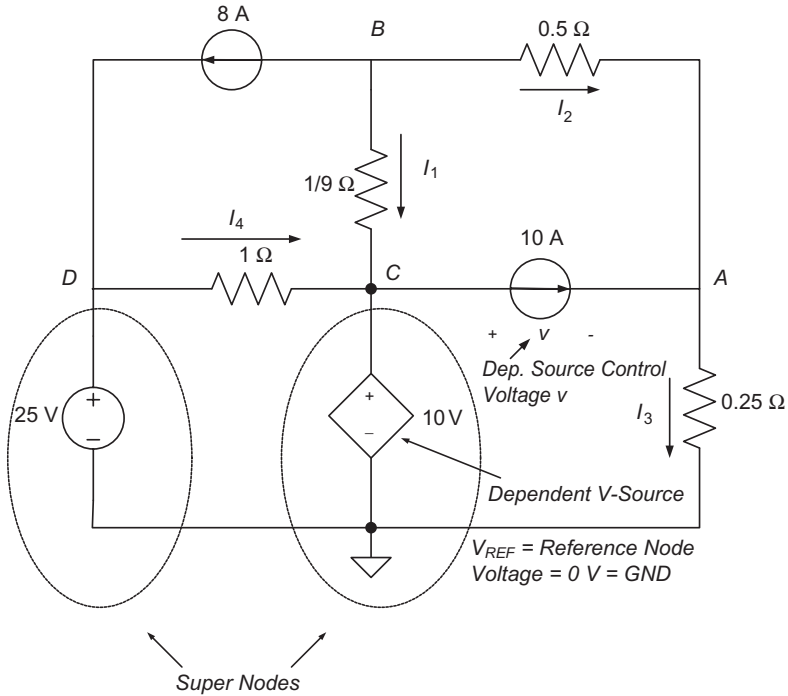 8 A
B
0.5 Ω
I2
1/9 Ω
I1
I4
1 Ω
10 A
D
C
A
+ v -
Dep. Source Control
Voltage v
25 V
+
−
+
−
10 V
I3
0.25 Ω
Dependent V-Source
VREF = Reference Node
Voltage = 0 V = GND
Super Nodes